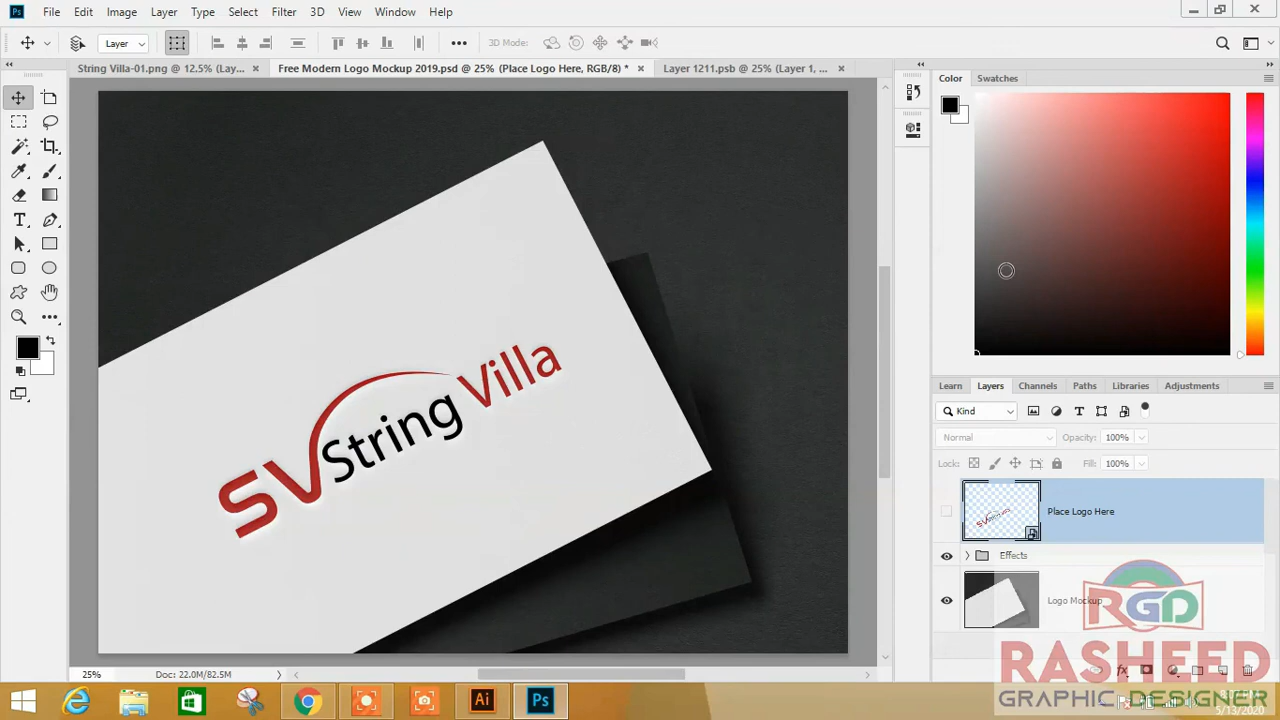 Ps File Edit Image Layer Type Select Filter 3D View Window Help
Layer 3D Mode:
String Villa-01.png @ 12.5% (Lay... × Free Modern Logo Mockup 2019.psd @ 25% (Place Logo Here, RGB/8) * × Layer 1211.psb @ 25% (Layer 1, ... ×
Color Swatches
SV String Villa
Learn Layers Channels Paths Libraries Adjustments
Kind
Normal Opacity: 100%
Lock: Fill: 100%
Place Logo Here
Effects
Logo Mockup
RGD
RASHEED
GRAPHIC DESIGNER
25% Doc: 22.0M/82.5M
Ai Ps
5/13/2020